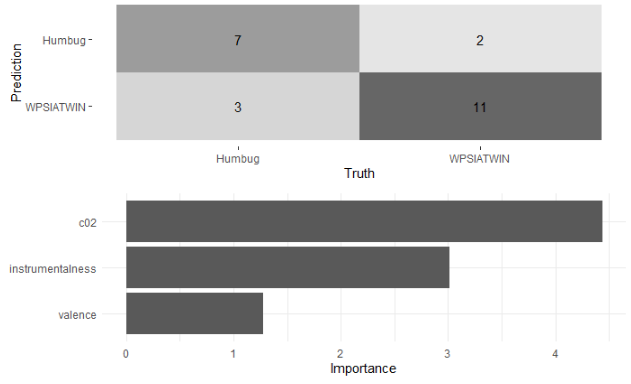 Prediction
Humbug
7
2
WPSIATWIN
3
11
Humbug
WPSIATWIN
Truth
c02
instrumentalness
valence
0
1
2
3
4
Importance